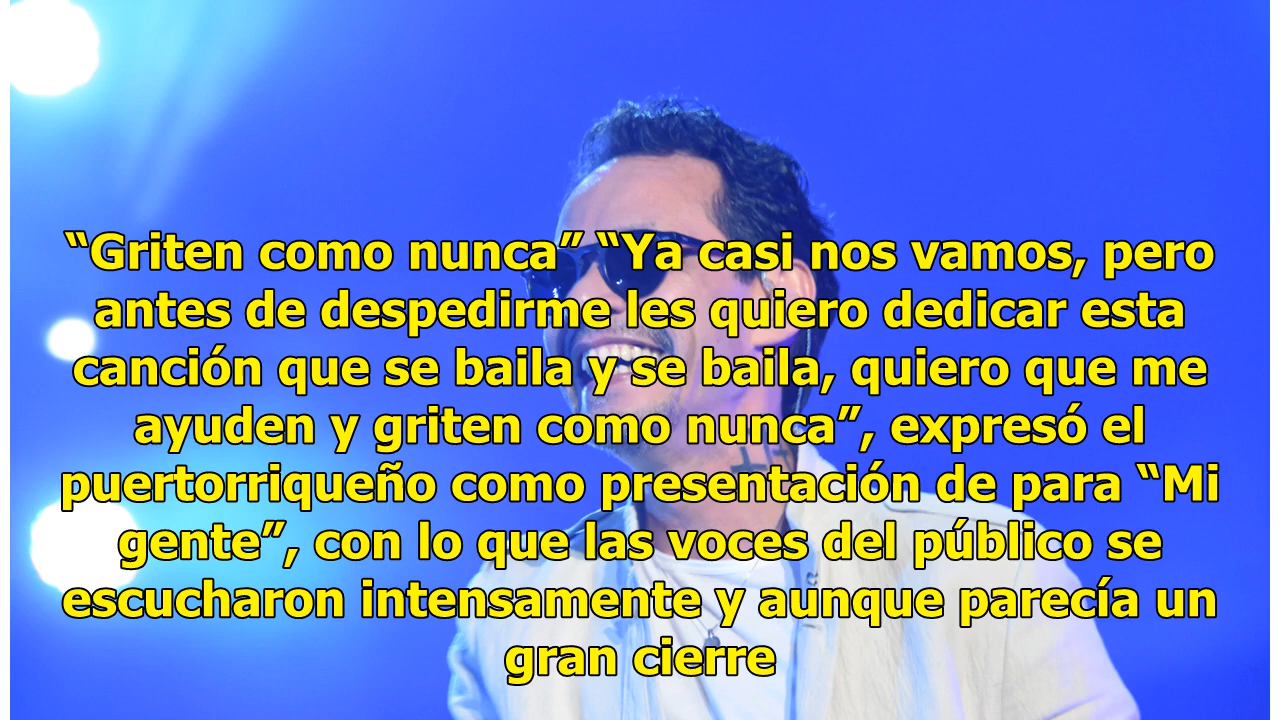 “Griten como nunca” “Ya casi nos vamos, pero
antes de despedirme les quiero dedicar esta
canción que se baila y se baila, quiero que me
ayuden y griten como nunca”, expresó el
puertorriqueño como presentación de para “Mi
gente”, con lo que las voces del público se
escucharon intensamente y aunque parecía un
gran cierre